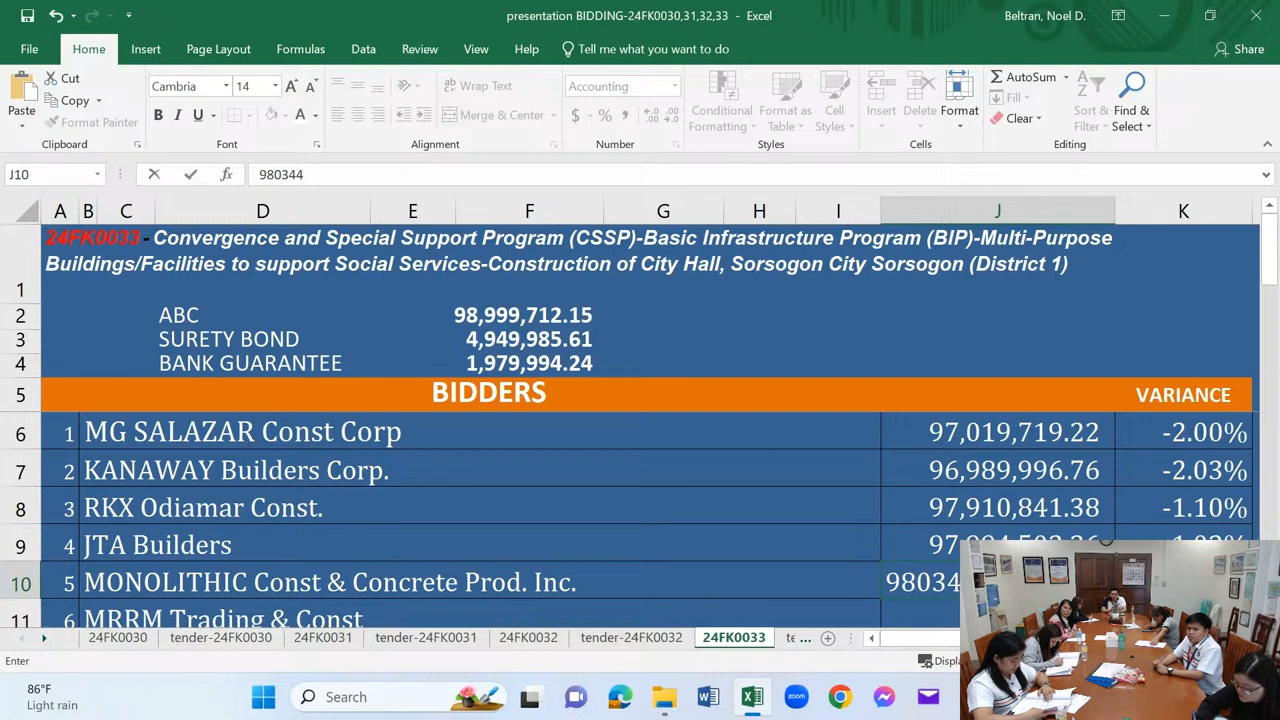 presentation BIDDING-24FK0030,31,32,33 - Excel
Beltran, Noel D.
File Home Insert Page Layout Formulas Data Review View Help Tell me what you want to do Share
Cut
Copy
Format Painter
Paste
Clipboard
Cambria 14
B I U
Font
Wrap Text
Merge & Center
Alignment
Accounting
$ %
Number
Conditional Formatting
Format as Table
Cell Styles
Styles
Insert Delete Format
Cells
AutoSum
Fill
Clear
Sort & Filter
Find & Select
Editing
J10 fx 980344
A B C D E F G H I J K
1 24FK0033 - Convergence and Special Support Program (CSSP)-Basic Infrastructure Program (BIP)-Multi-Purpose
Buildings/Facilities to support Social Services-Construction of City Hall, Sorsogon City Sorsogon (District 1)
2 ABC 98,999,712.15
3 SURETY BOND 4,949,985.61
4 BANK GUARANTEE 1,979,994.24
5 BIDDERS VARIANCE
6 1 MG SALAZAR Const Corp 97,019,719.22 -2.00%
7 2 KANAWAY Builders Corp. 96,989,996.76 -2.03%
8 3 RKX Odiamar Const. 97,910,841.38 -1.10%
9 4 JTA Builders
10 5 MONOLITHIC Const & Concrete Prod. Inc. 98034
11 6 MRRM Trading & Const
24FK0030 tender-24FK0030 24FK0031 tender-24FK0031 24FK0032 tender-24FK0032 24FK0033 te ...
Enter
86°F
Light rain
Search